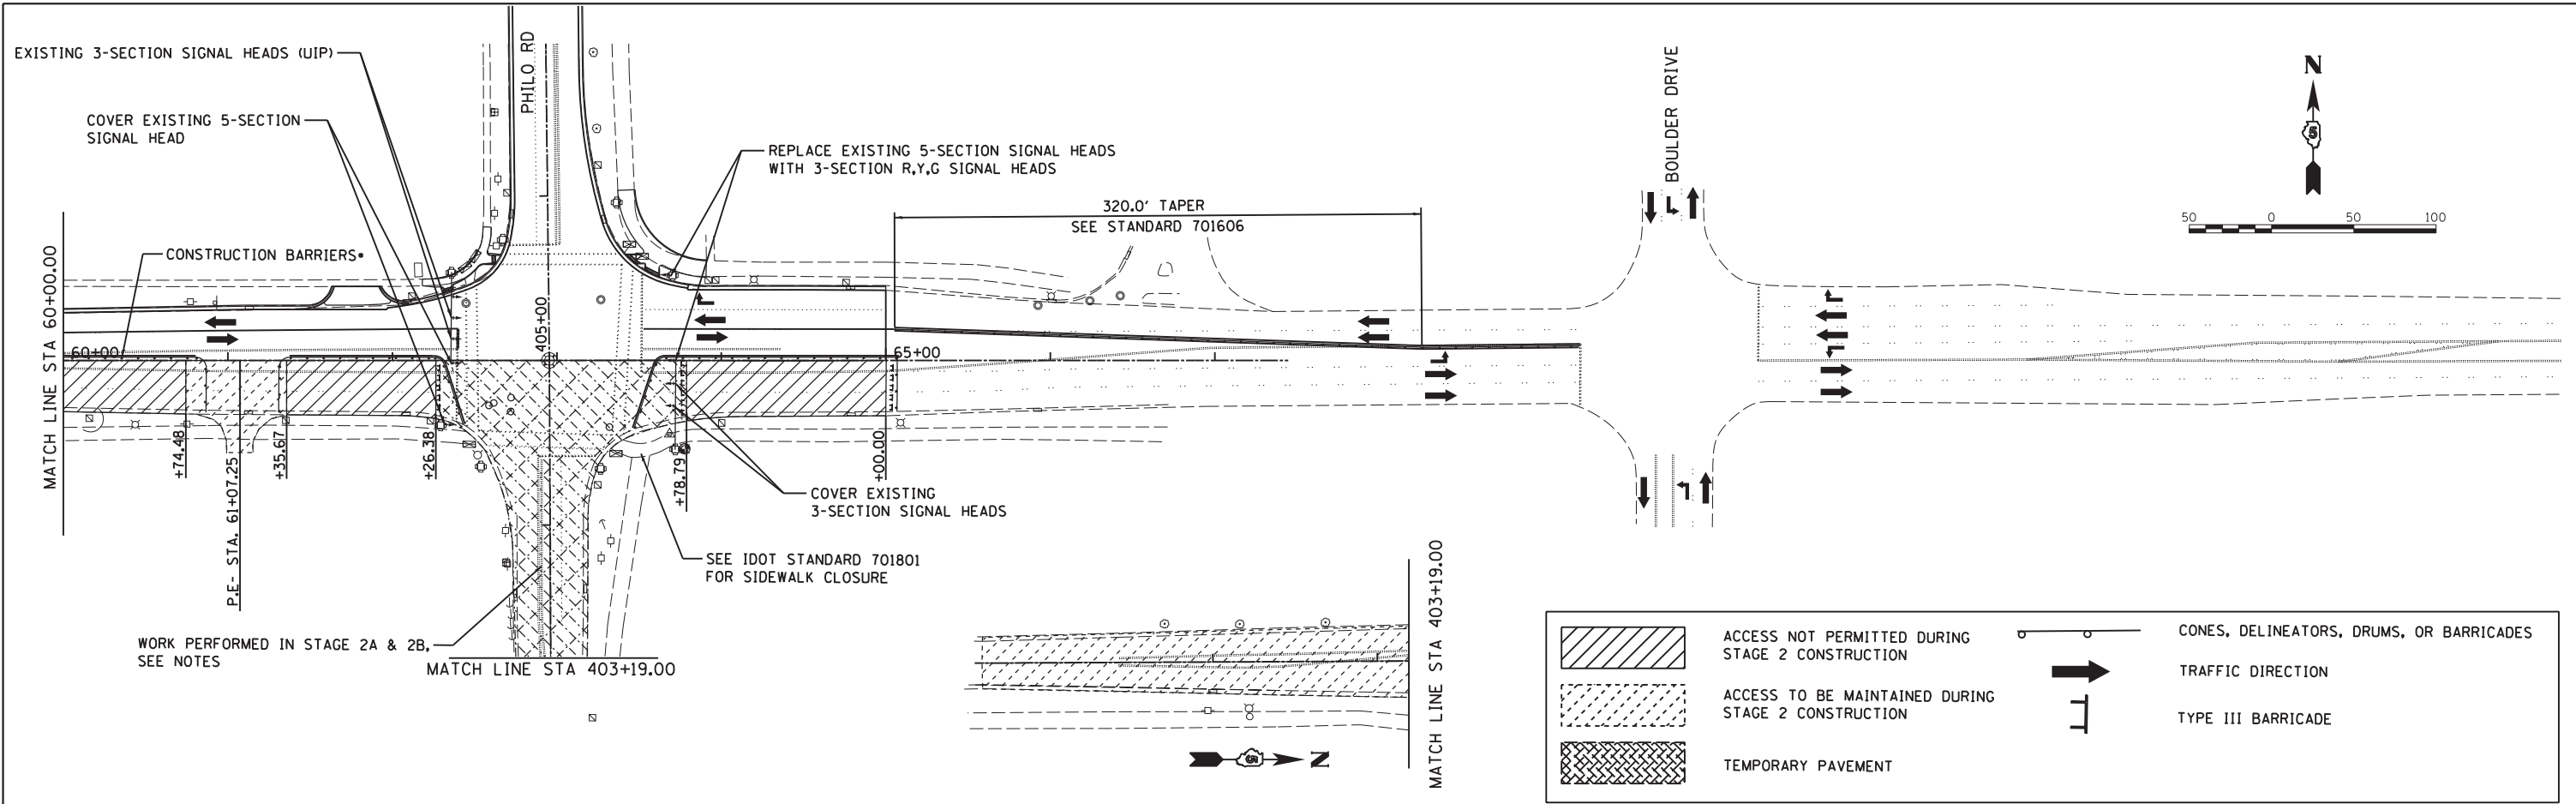 EXISTING 3-SECTION SIGNAL HEADS (UIP)
COVER EXISTING 5-SECTION
SIGNAL HEAD
PHILO RD
REPLACE EXISTING 5-SECTION SIGNAL HEADS
WITH 3-SECTION R,Y,G SIGNAL HEADS
320.0' TAPER
SEE STANDARD 701606
BOULDER DRIVE
N
5
50 0 50 100
MATCH LINE STA 60+00.00
CONSTRUCTION BARRIERS•
405+00
60+00
65+00
+74.48
P.E- STA. 61+07.25
+35.67
+26.38
+78.79
+00.00
COVER EXISTING
3-SECTION SIGNAL HEADS
SEE IDOT STANDARD 701801
FOR SIDEWALK CLOSURE
WORK PERFORMED IN STAGE 2A & 2B,
SEE NOTES
MATCH LINE STA 403+19.00
MATCH LINE STA 403+19.00
5
N
ACCESS NOT PERMITTED DURING
STAGE 2 CONSTRUCTION
ACCESS TO BE MAINTAINED DURING
STAGE 2 CONSTRUCTION
TEMPORARY PAVEMENT
CONES, DELINEATORS, DRUMS, OR BARRICADES
TRAFFIC DIRECTION
TYPE III BARRICADE